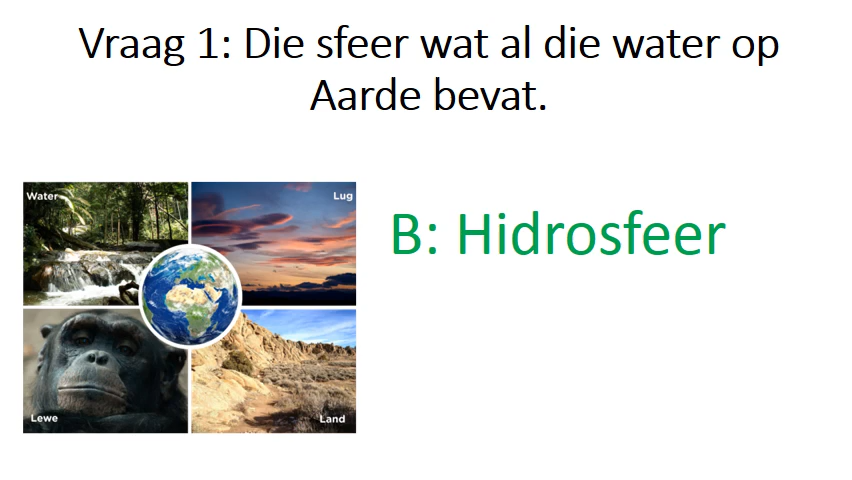 Vraag 1: Die sfeer wat al die water op
Aarde bevat.
Water
Lug
B: Hidrosfeer
Lewe
Land